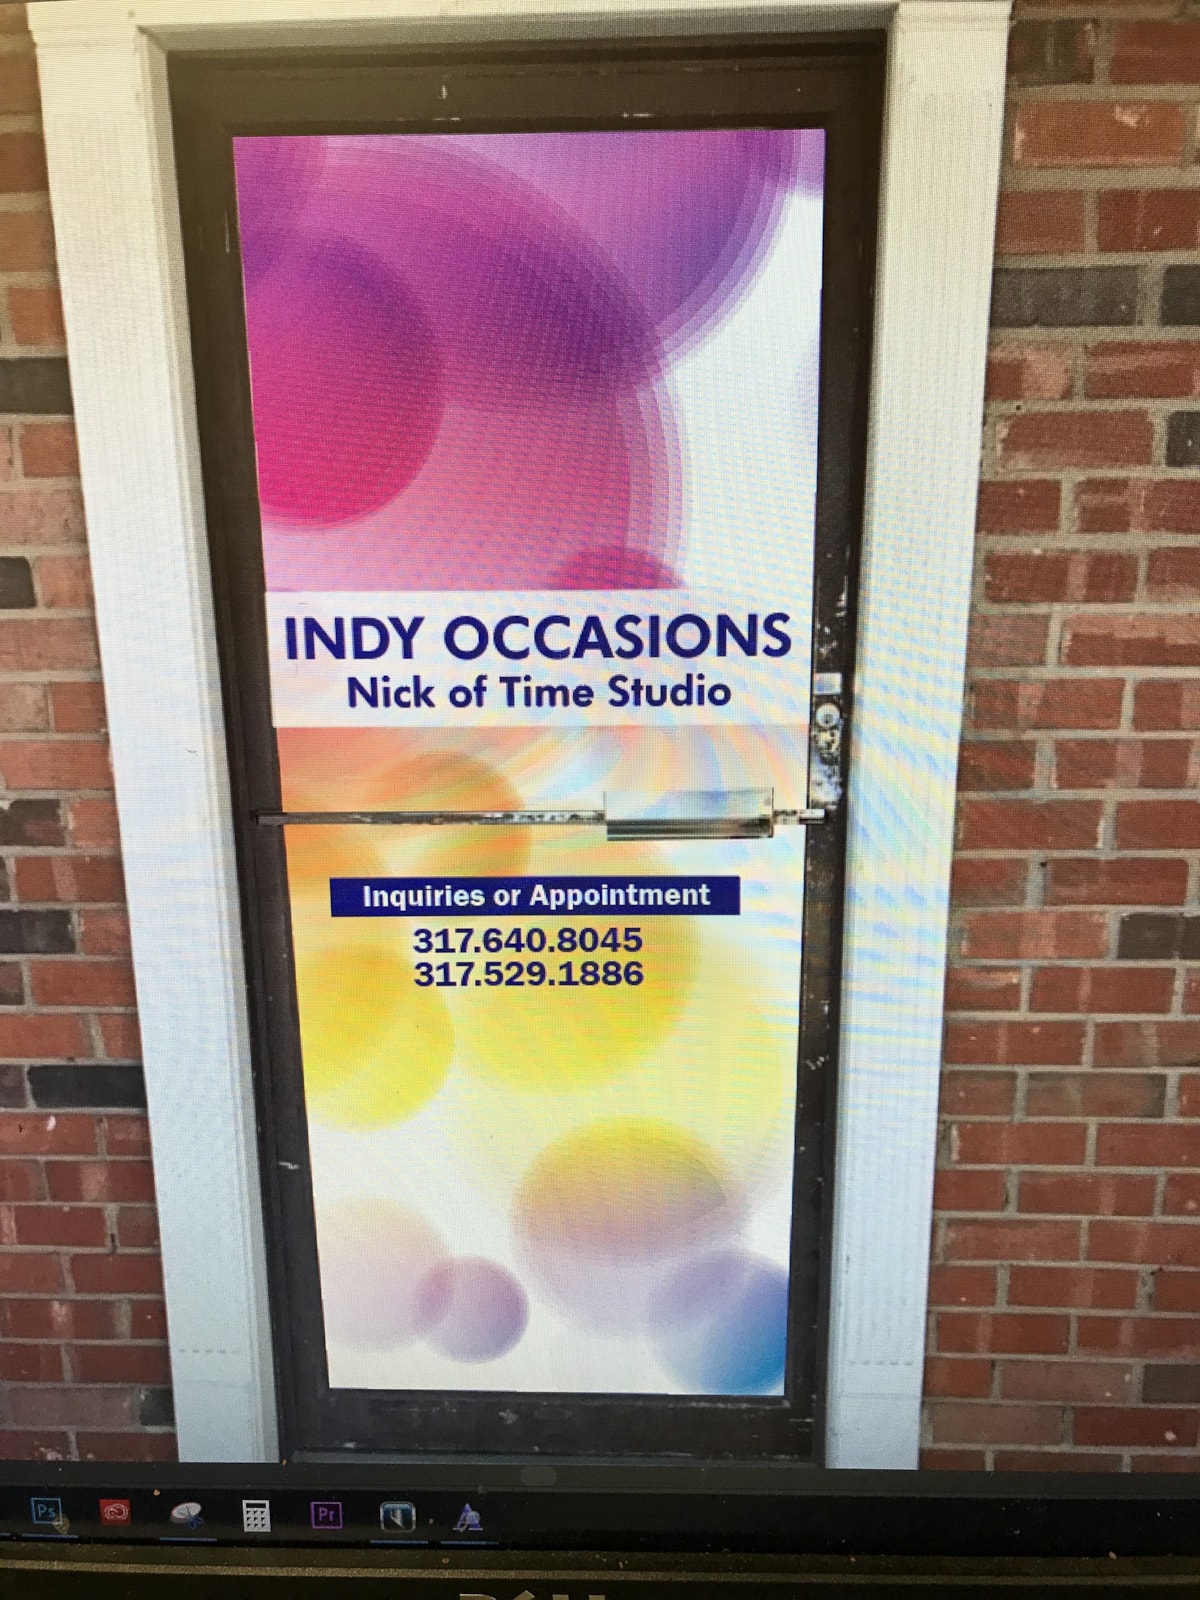 INDY OCCASIONS
Nick of Time Studio
Inquiries or Appointment
317.640.8045
317.529.1886
Ps
Pr